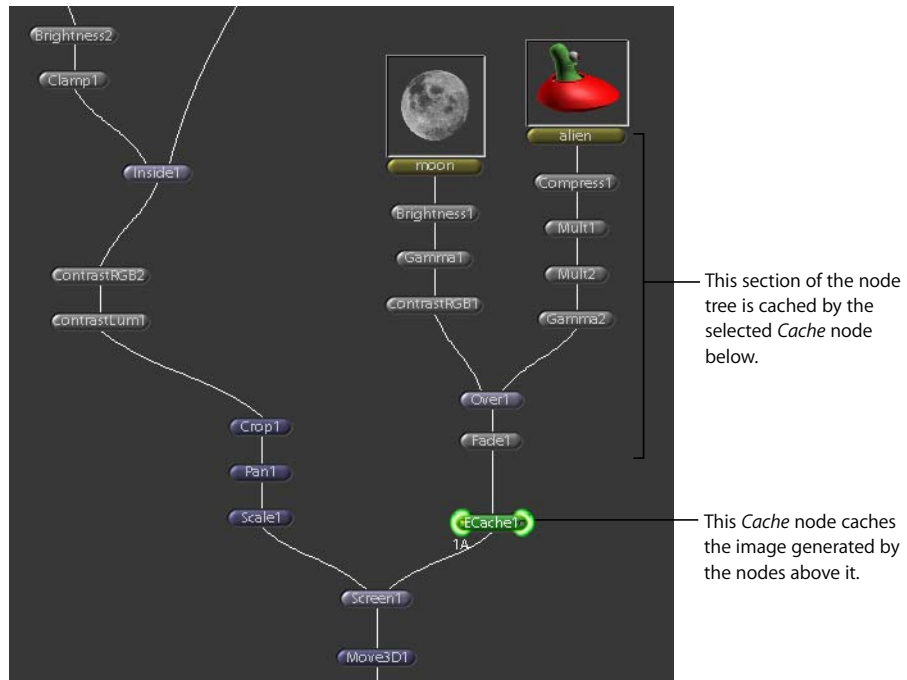 Brightness2
Clamp1
Inside1
moon
alien
Compress1
Brightness1
Mult1
Gamma1
Mult2
ContrastRGB2
ContrastRGB1
ContrastLum1
Gamma2
This section of the node
tree is cached by the
selected Cache node
below.
Over1
Crop1
Fade1
Pan1
Scale1
ECache1
1A
This Cache node caches
the image generated by
the nodes above it.
Screen1
Move3D1